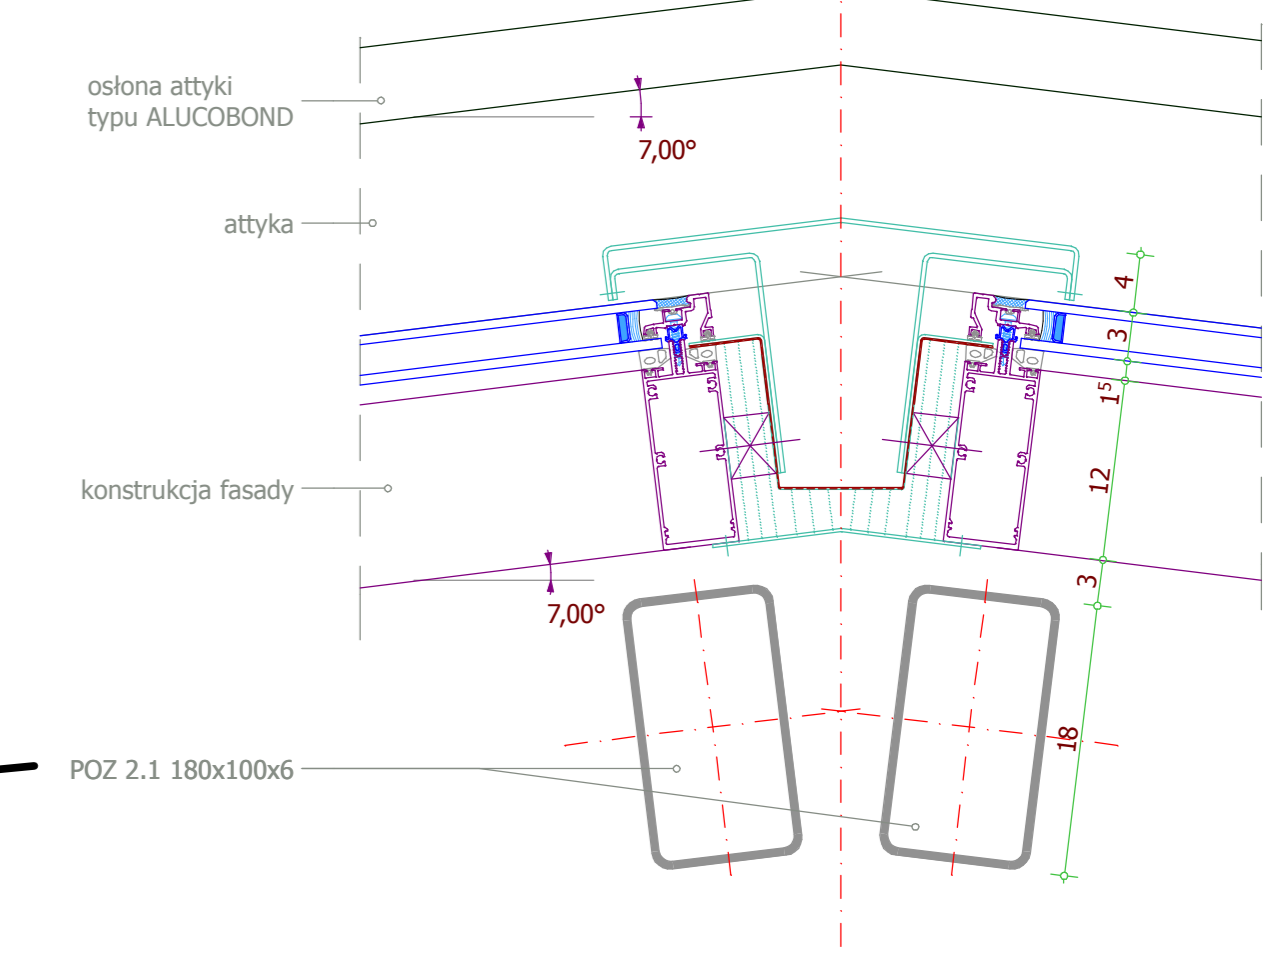 osłona attyki
typu ALUCOBOND
7,00°
attyka
4
3
1⁵
konstrukcja fasady
12
3
7,00°
18
POZ 2.1 180x100x6